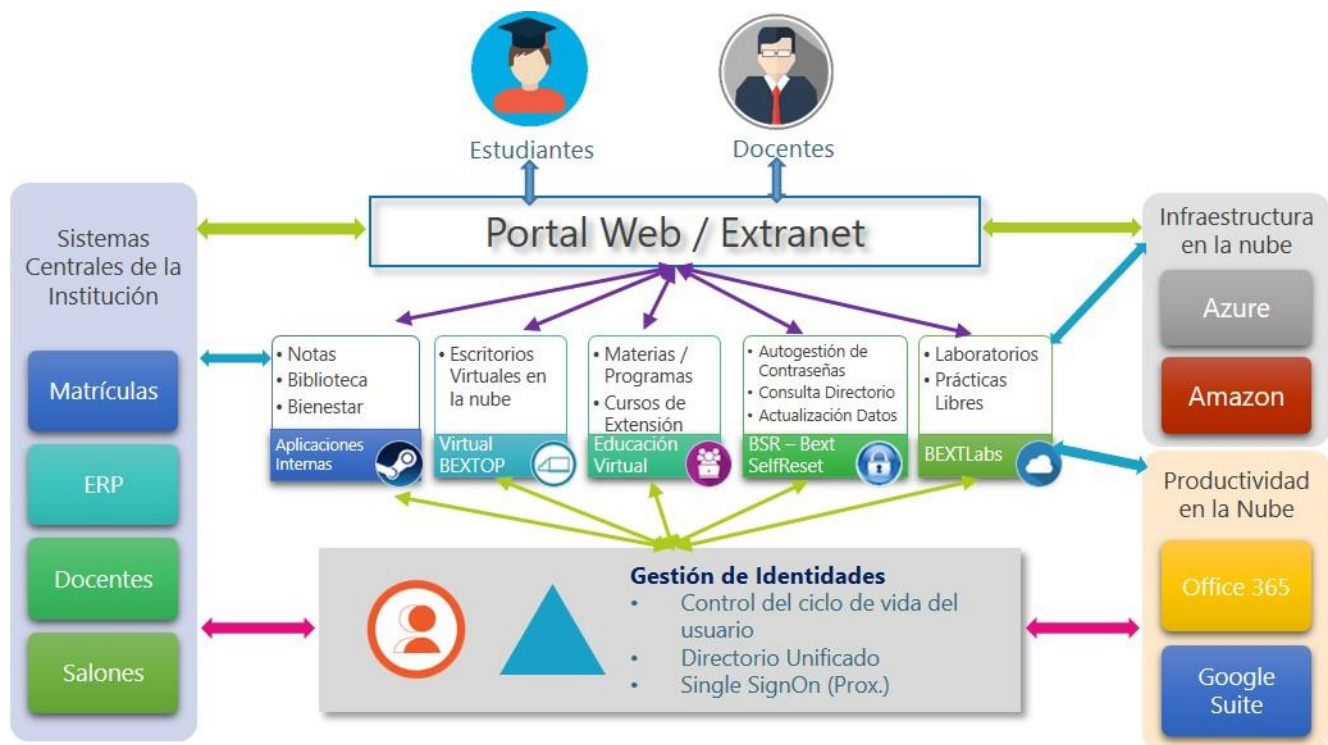 Estudiantes
Docentes
Portal Web / Extranet
Sistemas
Centrales de la
Institución
Matrículas
ERP
Docentes
Salones
• Notas
• Biblioteca
• Bienestar
Aplicaciones
Internas
• Escritorios
Virtuales en
la nube
Virtual
BEXTOP
• Materias /
Programas
• Cursos de
Extensión
Educación
Virtual
• Autogestión de
Contraseñas
• Consulta Directorio
• Actualización Datos
BSR – Bext
SelfReset
• Laboratorios
• Prácticas
Libres
BEXTLabs
Infraestructura
en la nube
Azure
Amazon
Productividad
en la Nube
Office 365
Google
Suite
Gestión de Identidades
• Control del ciclo de vida del
usuario
• Directorio Unificado
• Single SignOn (Prox.)